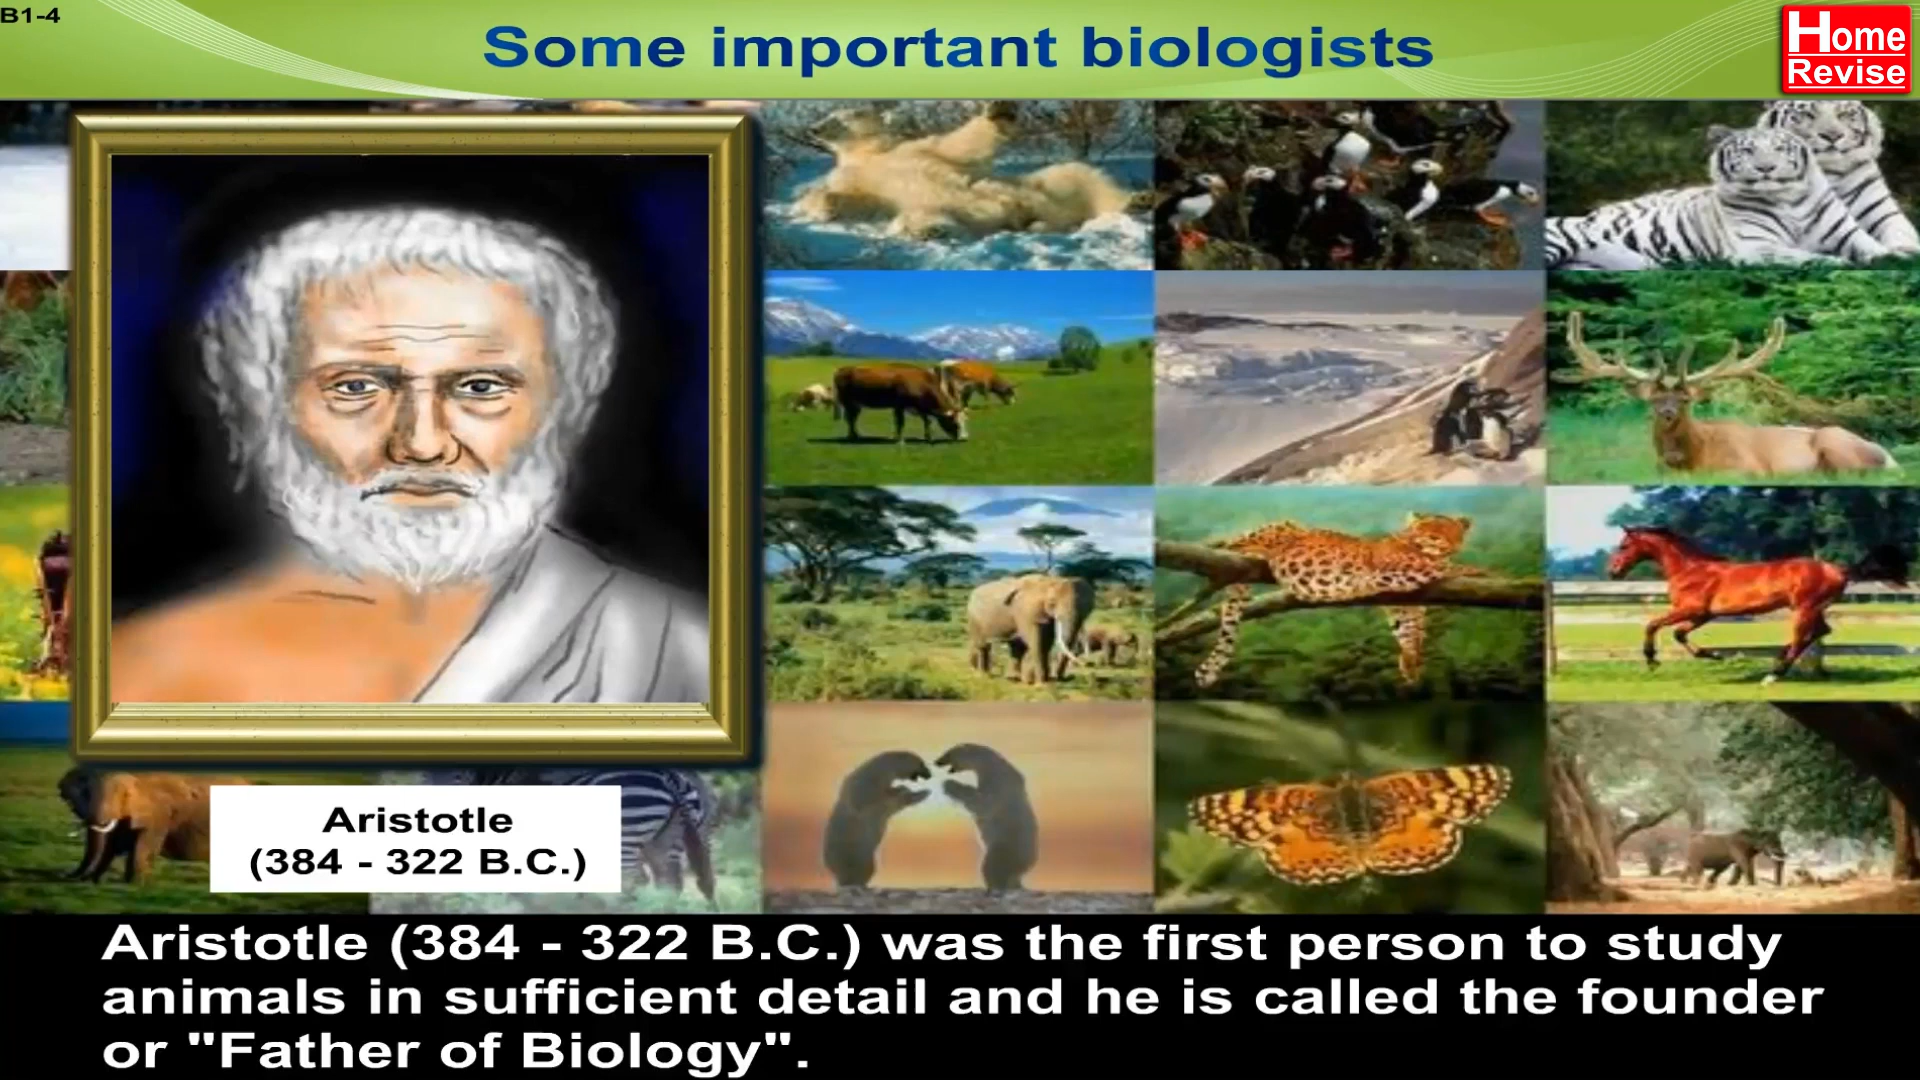 B1-4
Some important biologists
Home
Revise
Aristotle
(384 - 322 B.C.)
Aristotle (384 - 322 B.C.) was the first person to study
animals in sufficient detail and he is called the founder
or "Father of Biology".